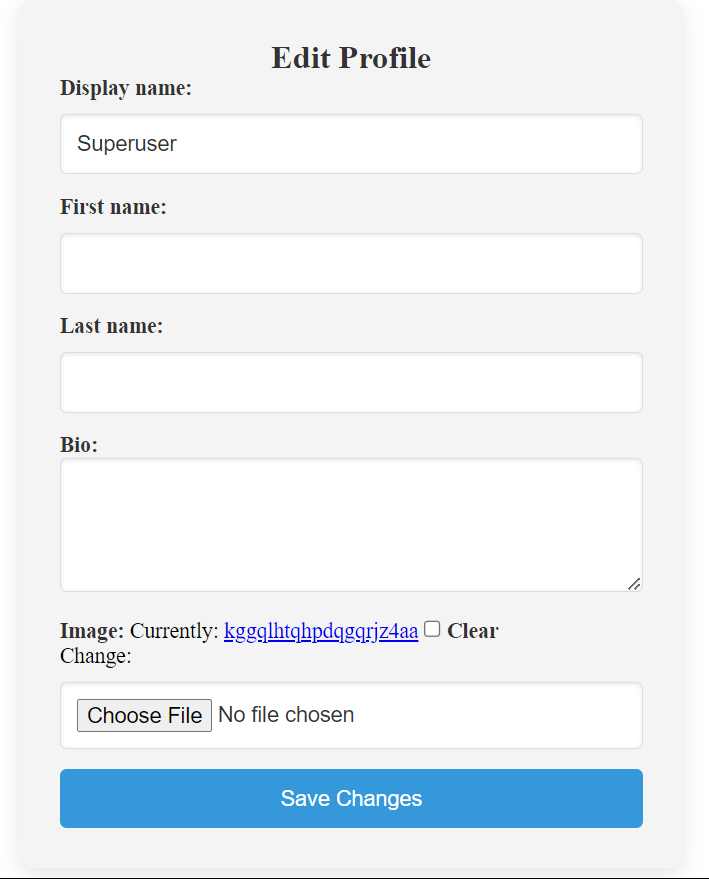 Edit Profile
Display name:
Superuser
First name:
Last name:
Bio:
Image: Currently: kggqlhtqhpdqgqrjz4aa Clear
Change:
Choose File No file chosen
Save Changes